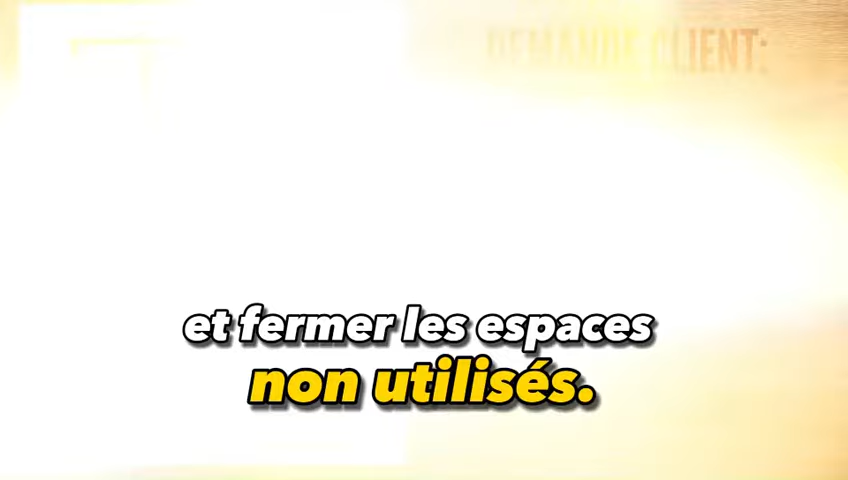 DEMANDE CLIENT:
et fermer les espaces
non utilisés.